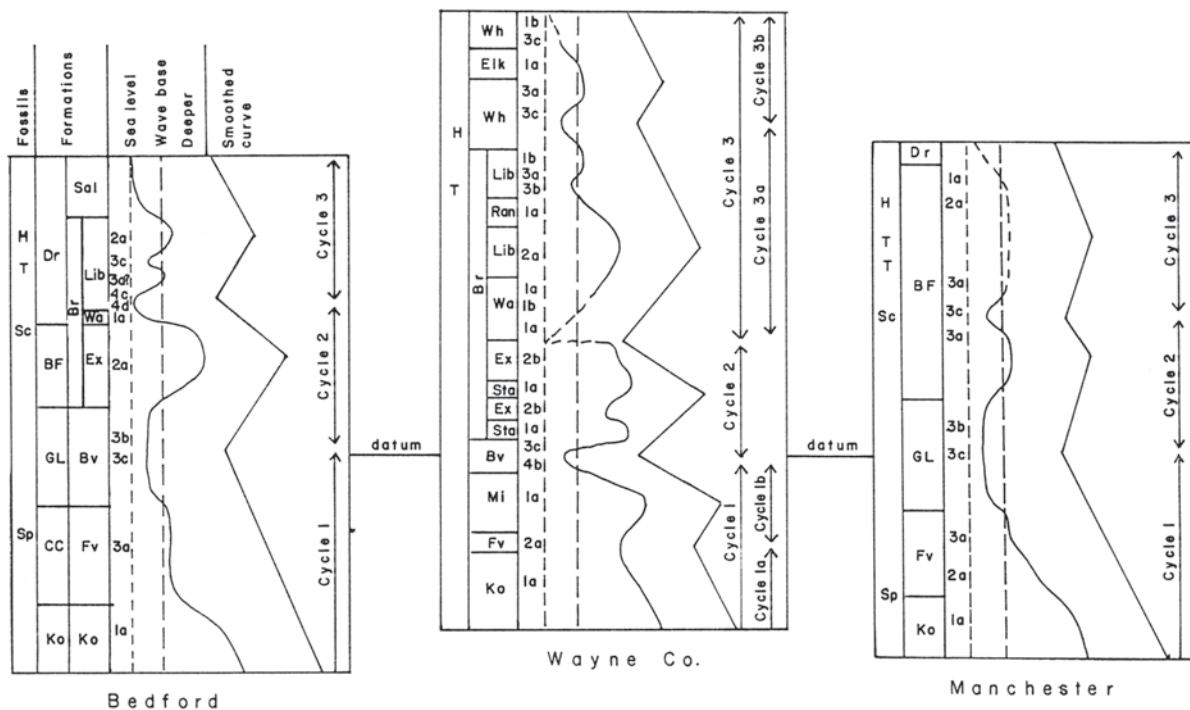 Fossils
Formations
Sea level
Wave base
Deeper
Smoothed curve
Sal
H
T
Dr
Br
Lib
2a
3c
3a?
4c
4d
Sc
Wa
1a
BF
Ex
2a
GL
Bv
3b
3c
Sp
CC
Fv
3a
Ko
Ko
1a
Cycle 3
Cycle 2
Cycle 1
Bedford
datum
Wh
1b
3c
Elk
1a
Wh
3a
3c
H
T
Br
Lib
1b
3a
3b
Ran
1a
Lib
2a
Wa
1a
1b
1a
Ex
2b
Sta
1a
Ex
2b
Sta
1a
Bv
3c
4b
Mi
1a
Fv
2a
Ko
1a
Cycle 3
Cycle 2
Cycle 1
Cycle 3b
Cycle 3a
Cycle 1b
Cycle 1a
Wayne Co.
datum
Dr
1a
2a
H
T
T
BF
3a
3c
3a
Sc
GL
3b
3c
Fv
3a
2a
Sp
Ko
1a
Cycle 3
Cycle 2
Cycle 1
Manchester